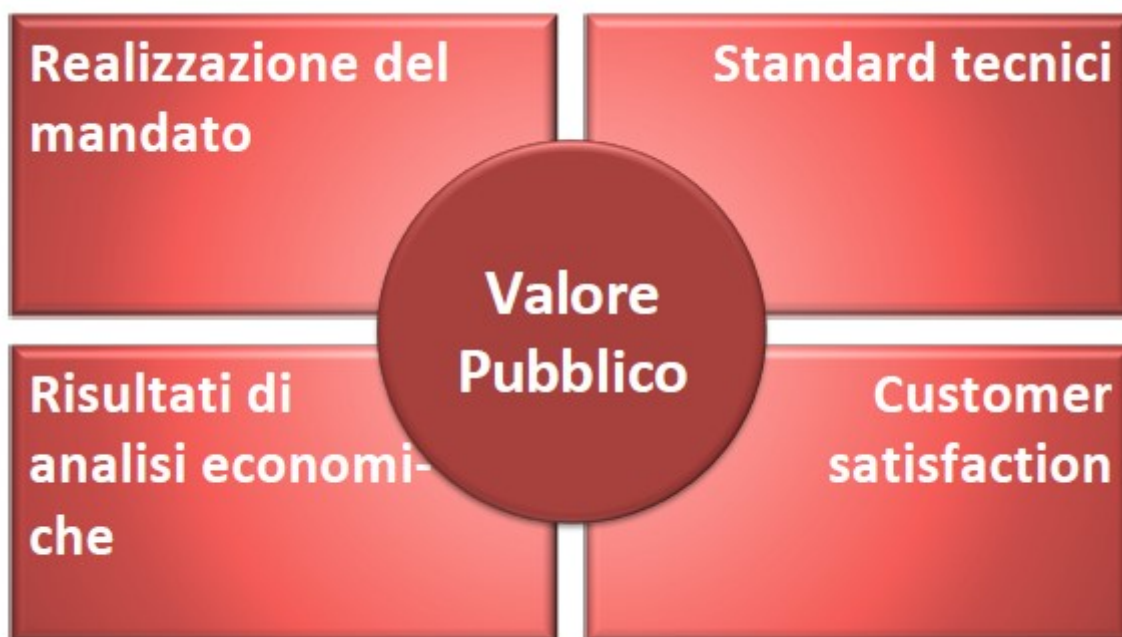 Realizzazione del
mandato
Standard tecnici
Valore
Pubblico
Risultati di
analisi economi-
che
Customer
satisfaction